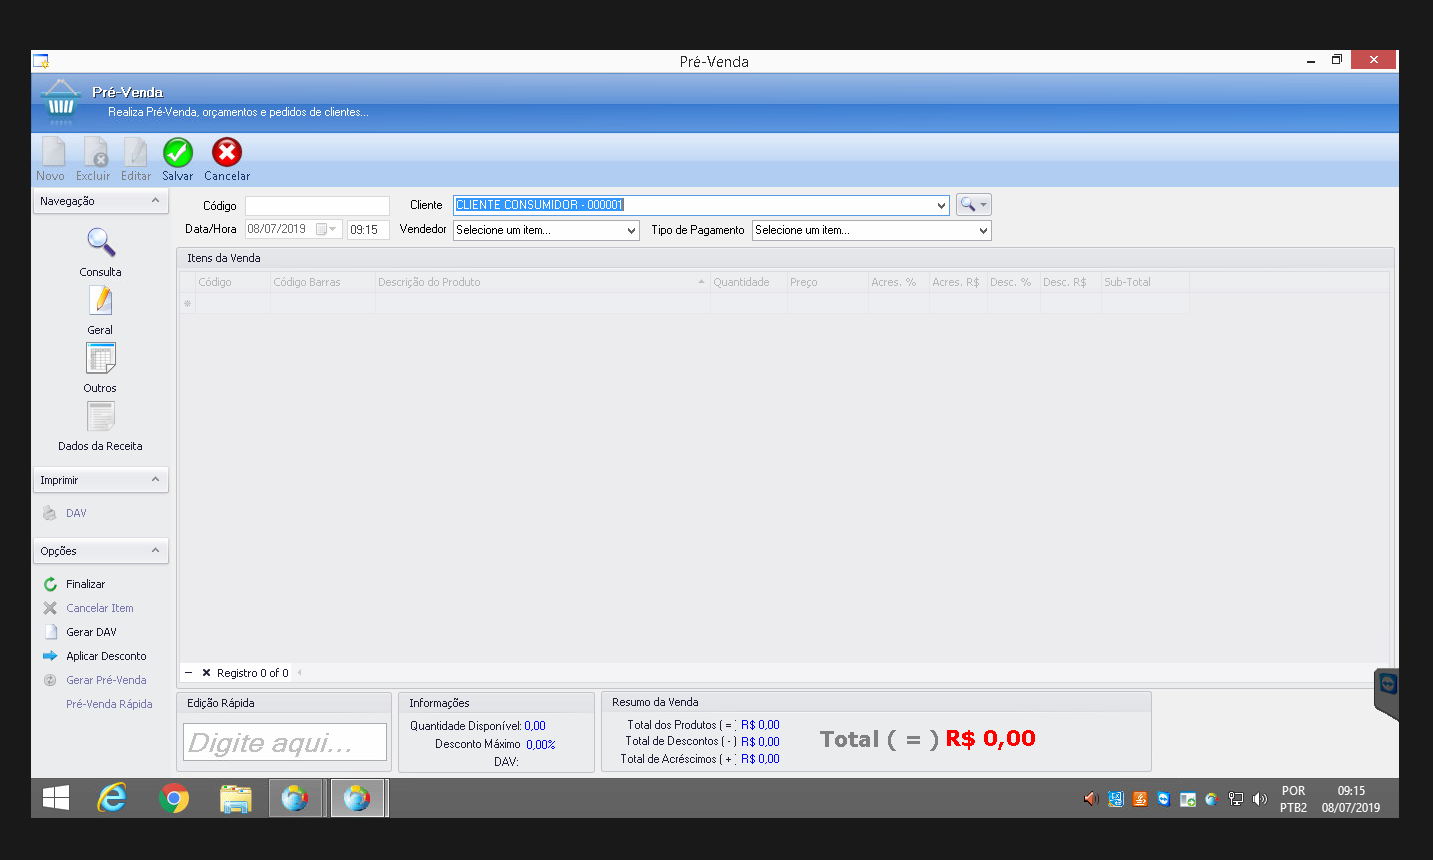 Pré-Venda
Pré-Venda
Realiza Pré-Venda, orçamentos e pedidos de clientes...
Novo Excluir Editar Salvar Cancelar
Navegação
Consulta
Geral
Outros
Dados da Receita
Imprimir
DAV
Opções
Finalizar
Cancelar Item
Gerar DAV
Aplicar Desconto
Gerar Pré-Venda
Pré-Venda Rápida
Código Cliente CLIENTE CONSUMIDOR - 000001
Data/Hora 08/07/2019 09:15 Vendedor Selecione um item... Tipo de Pagamento Selecione um item...
Itens da Venda
Código Código Barras Descrição do Produto Quantidade Preço Acres. % Acres. R$ Desc. % Desc. R$ Sub-Total
Registro 0 of 0
Edição Rápida
Digite aqui...
Informações
Quantidade Disponível: 0,00
Desconto Máximo 0,00%
DAV:
Resumo da Venda
Total dos Produtos ( = ) R$ 0,00
Total de Descontos ( - ) R$ 0,00
Total de Acréscimos ( + ) R$ 0,00
Total ( = ) R$ 0,00
POR 09:15
PTB2 08/07/2019